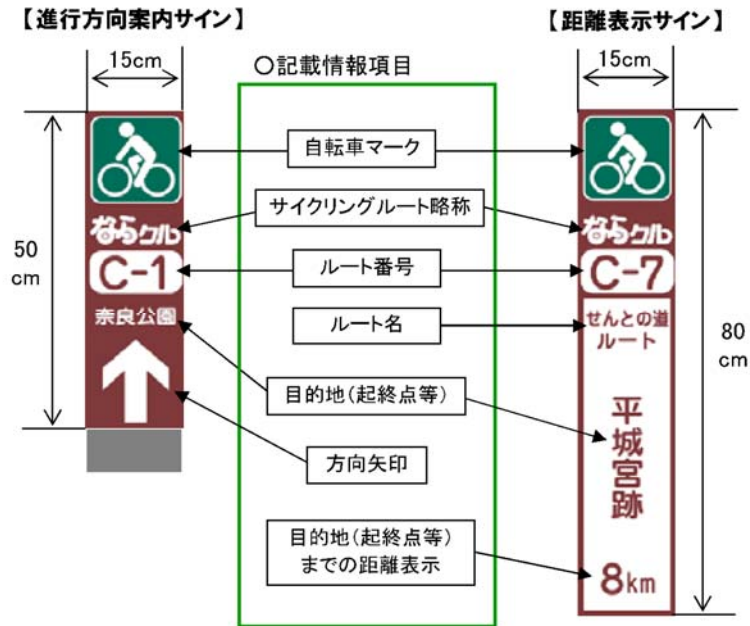 【進行方向案内サイン】
15cm
50
cm
ならクル
C-1
奈良公園
〇記載情報項目
自転車マーク
サイクリングルート略称
ルート番号
ルート名
目的地(起終点等)
方向矢印
目的地(起終点等)
までの距離表示
【距離表示サイン】
15cm
ならクル
C-7
せんとの道
ルート
平城宮跡
8km
80
cm